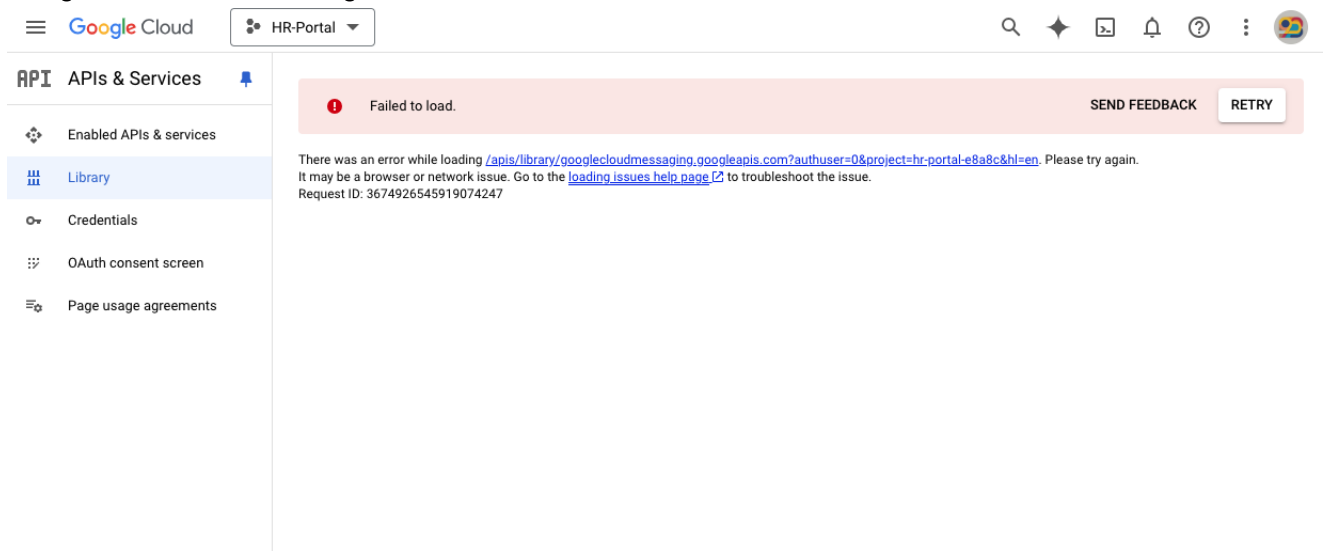 Google Cloud
HR-Portal
API APIs & Services
Enabled APIs & services
Library
Credentials
OAuth consent screen
Page usage agreements
Failed to load.
SEND FEEDBACK
RETRY
There was an error while loading /apis/library/googlecloudmessaging.googleapis.com?authuser=0&project=hr-portal-e8a8c&hl=en. Please try again.
It may be a browser or network issue. Go to the loading issues help page to troubleshoot the issue.
Request ID: 3674926545919074247